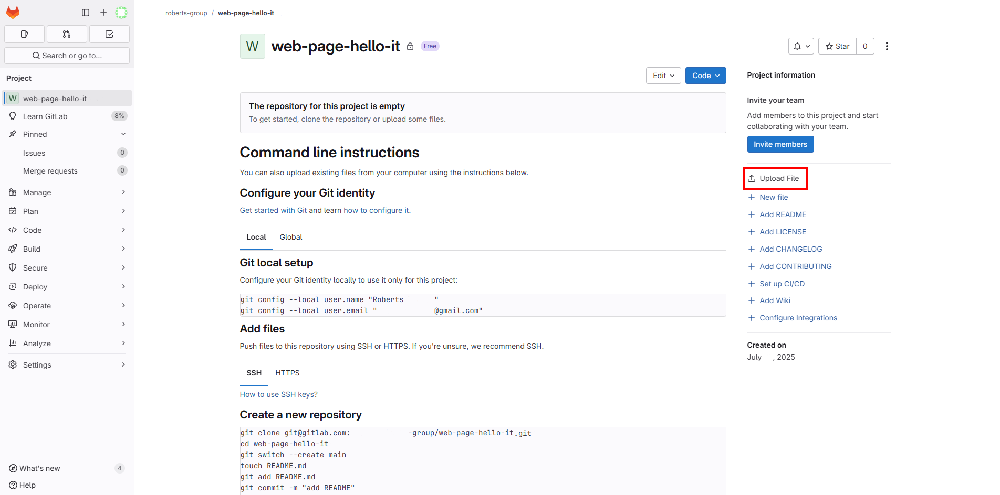 roberts-group / web-page-hello-it
Search or go to...
Project
W web-page-hello-it
Learn GitLab 8%
Pinned
Issues 0
Merge requests 0
Manage
Plan
Code
Build
Secure
Deploy
Operate
Monitor
Analyze
Settings
What's new 4
Help
W web-page-hello-it Free
Star 0
Edit Code
The repository for this project is empty
To get started, clone the repository or upload some files.
Command line instructions
You can also upload existing files from your computer using the instructions below.
Configure your Git identity
Get started with Git and learn how to configure it.
Local Global
Git local setup
Configure your Git identity locally to use it only for this project:
git config --local user.name "Roberts "
git config --local user.email " @gmail.com"
Add files
Push files to this repository using SSH or HTTPS. If you're unsure, we recommend SSH.
SSH HTTPS
How to use SSH keys?
Create a new repository
git clone git@gitlab.com: -group/web-page-hello-it.git
cd web-page-hello-it
git switch --create main
touch README.md
git add README.md
git commit -m "add README"
Project information
Invite your team
Add members to this project and start
collaborating with your team.
Invite members
Upload File
New file
Add README
Add LICENSE
Add CHANGELOG
Add CONTRIBUTING
Set up CI/CD
Add Wiki
Configure Integrations
Created on
July , 2025